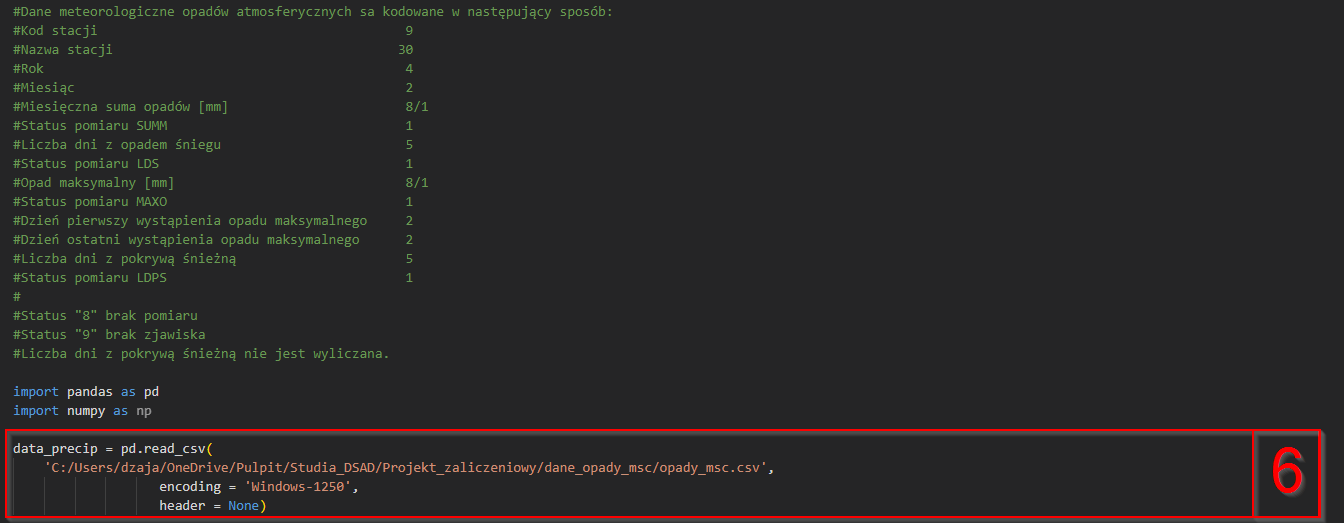 #Dane meteorologiczne opadów atmosferycznych sa kodowane w następujący sposób:
#Kod stacji 9
#Nazwa stacji 30
#Rok 4
#Miesiąc 2
#Miesięczna suma opadów [mm] 8/1
#Status pomiaru SUMM 1
#Liczba dni z opadem śniegu 5
#Status pomiaru LDS 1
#Opad maksymalny [mm] 8/1
#Status pomiaru MAXO 1
#Dzień pierwszy wystąpienia opadu maksymalnego 2
#Dzień ostatni wystąpienia opadu maksymalnego 2
#Liczba dni z pokrywą śnieżną 5
#Status pomiaru LDPS 1
#
#Status "8" brak pomiaru
#Status "9" brak zjawiska
#Liczba dni z pokrywą śnieżną nie jest wyliczana.
import pandas as pd
import numpy as np
data_precip = pd.read_csv(
'C:/Users/dzaja/OneDrive/Pulpit/Studia_DSAD/Projekt_zaliczeniowy/dane_opady_msc/opady_msc.csv',
encoding = 'Windows-1250',
header = None)
6